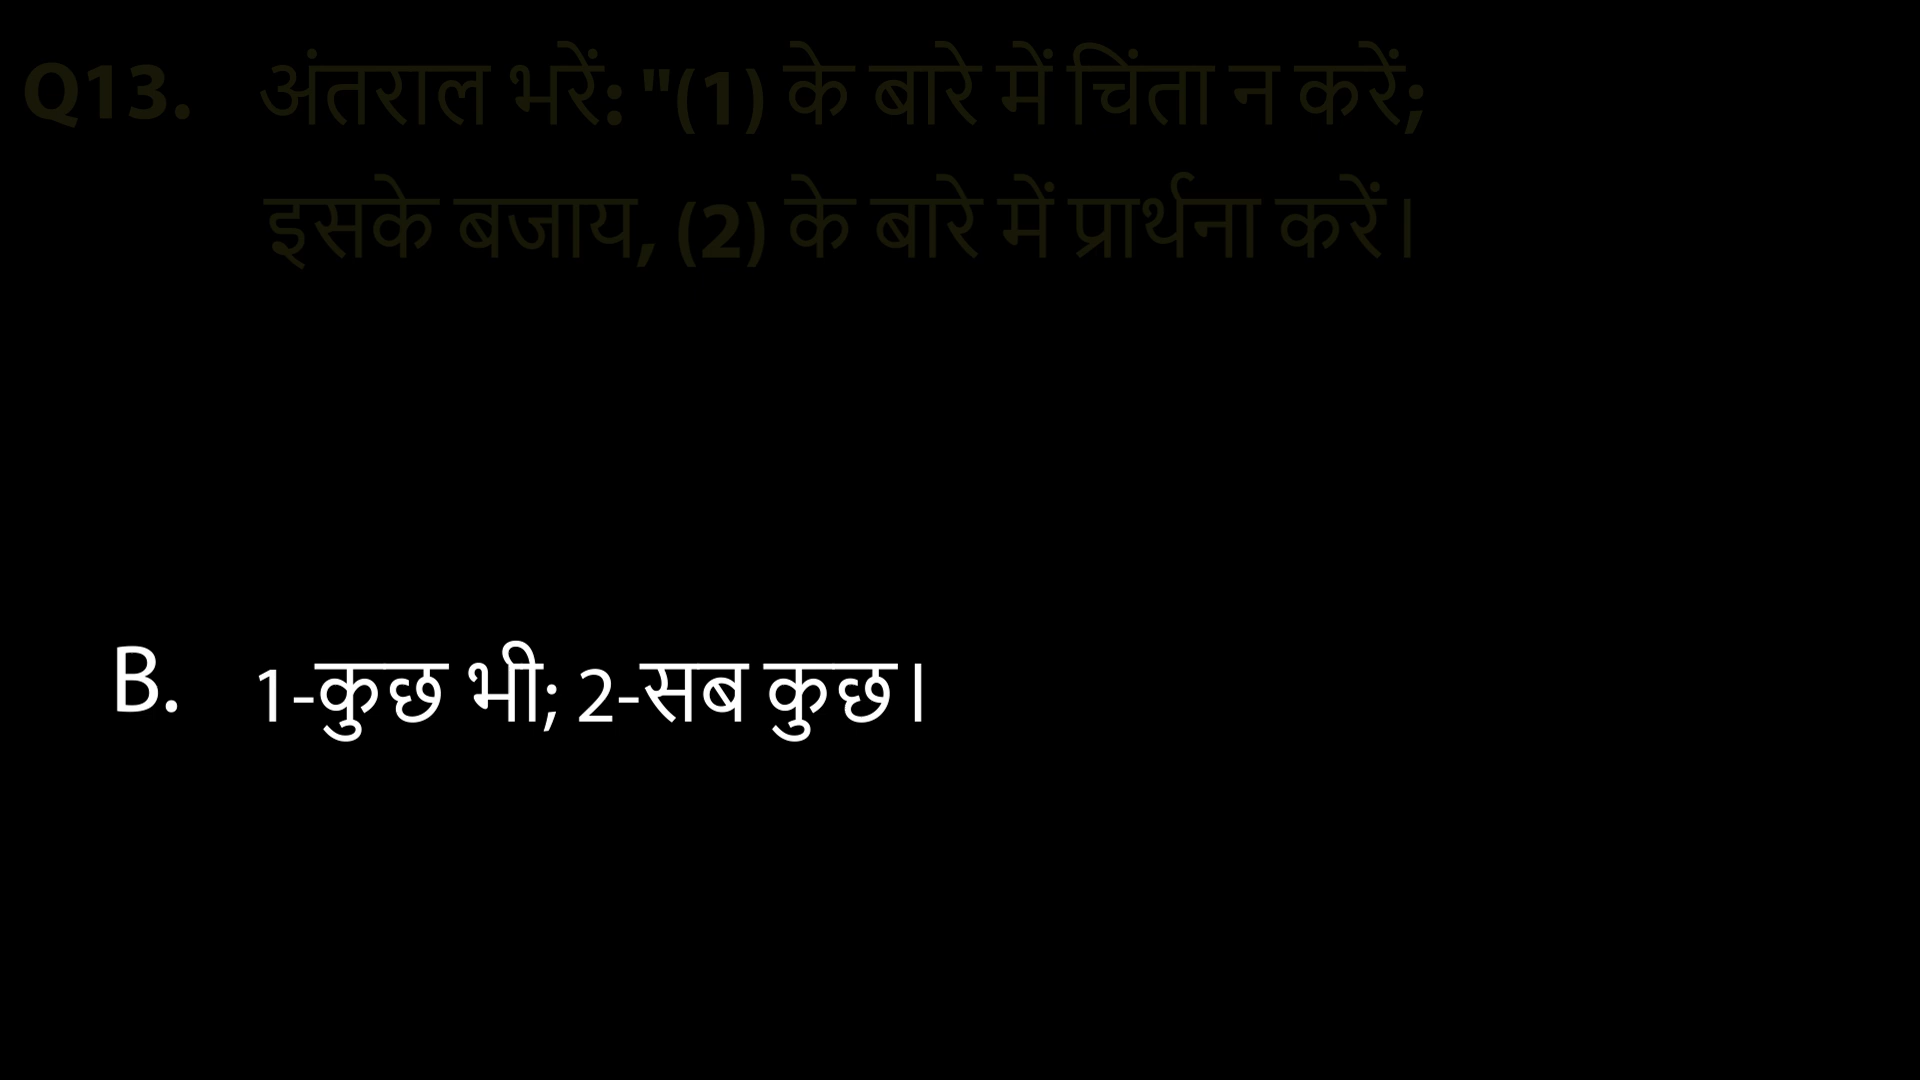 Q13. अंतराल भरें: "(1) के बारे में चिंता न करें;
इसके बजाय, (2) के बारे में प्रार्थना करें।
B. 1-कुछ भी; 2-सब कुछ।